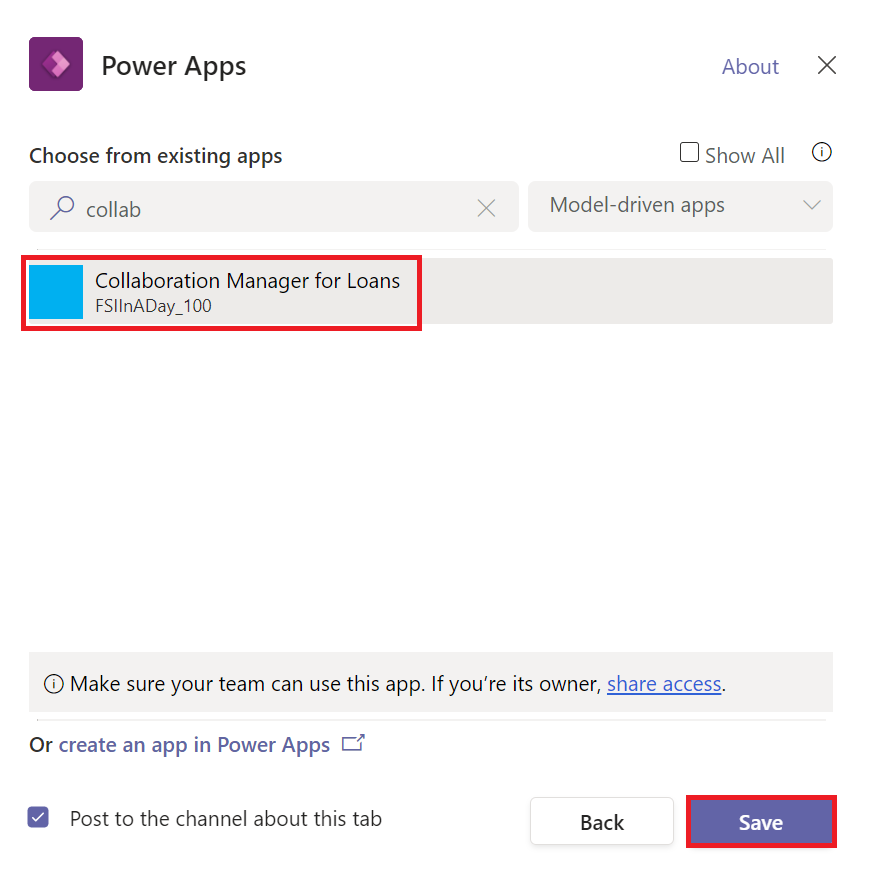 Power Apps
About
Choose from existing apps
Show All
collab
Model-driven apps
Collaboration Manager for Loans
FSIInADay_100
Make sure your team can use this app. If you’re its owner, share access.
Or create an app in Power Apps
Post to the channel about this tab
Back
Save